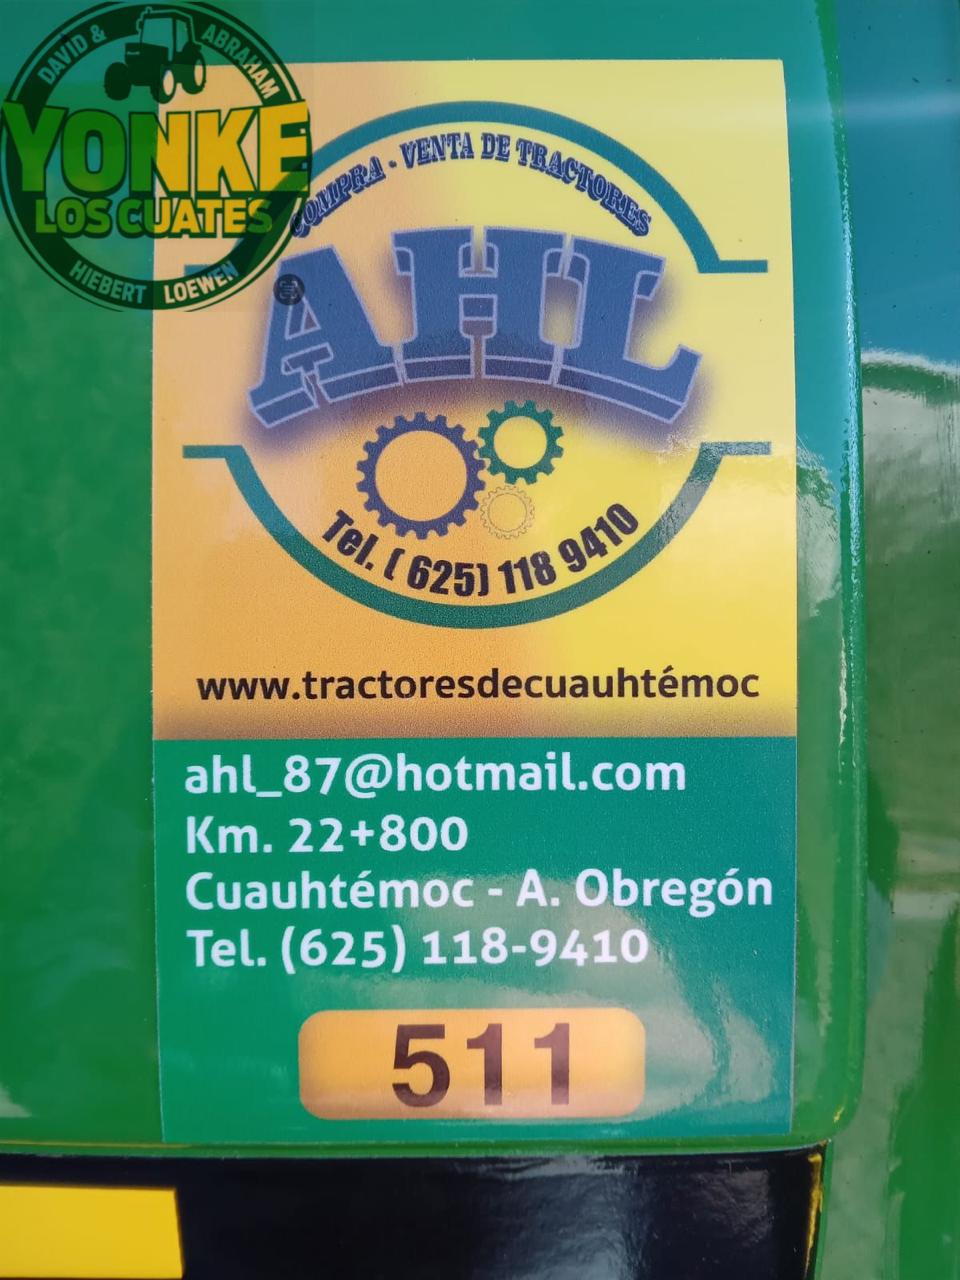 DAVID & ABRAHAM
YONKE
LOS CUATES
HIEBERT LOEWEN
COMPRA - VENTA DE TRACTORES
AHL
Tel. ( 625) 118 9410
www.tractoresdecuauhtémoc
ahl_87@hotmail.com
Km. 22+800
Cuauhtémoc - A. Obregón
Tel. (625) 118-9410
511